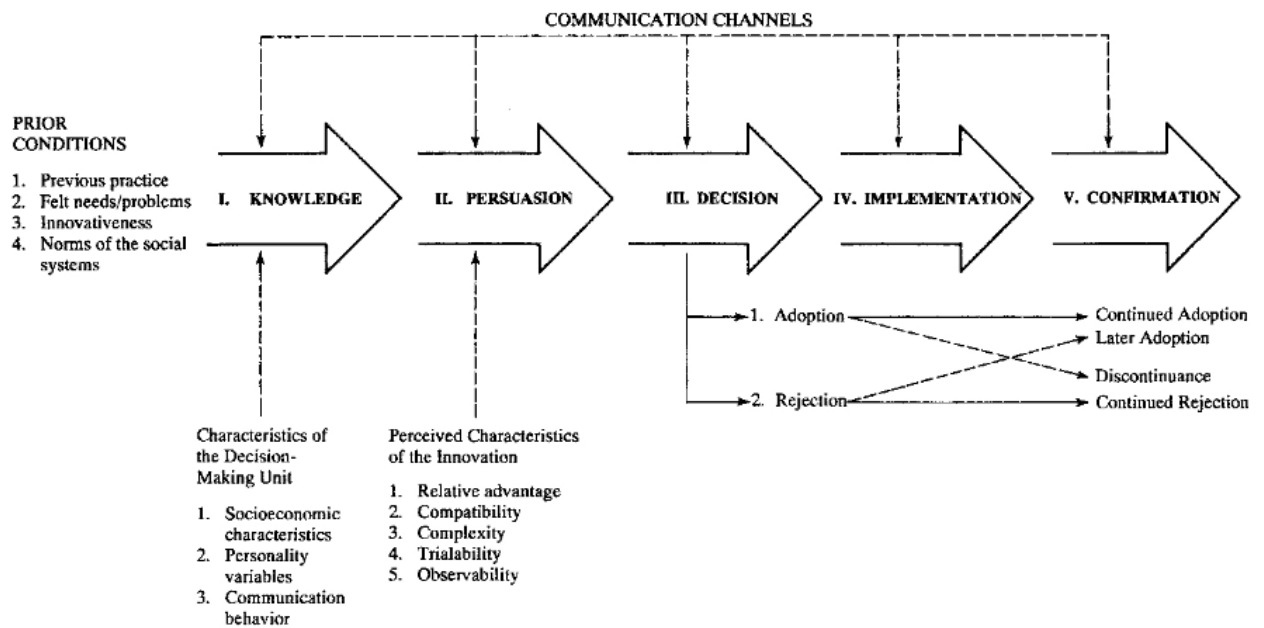 COMMUNICATION CHANNELS
PRIOR
CONDITIONS
1. Previous practice
2. Felt needs/problems
3. Innovativeness
4. Norms of the social
systems
I. KNOWLEDGE
II. PERSUASION
III. DECISION
IV. IMPLEMENTATION
V. CONFIRMATION
1. Adoption
2. Rejection
Continued Adoption
Later Adoption
Discontinuance
Continued Rejection
Characteristics of
the Decision-
Making Unit
1. Socioeconomic
characteristics
2. Personality
variables
3. Communication
behavior
Perceived Characteristics
of the Innovation
1. Relative advantage
2. Compatibility
3. Complexity
4. Trialability
5. Observability